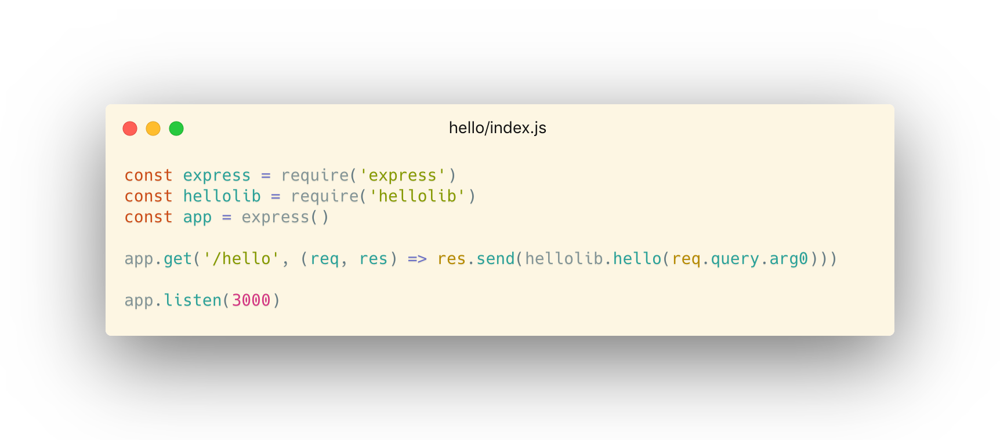 hello/index.js
const express = require('express')
const hellolib = require('hellolib')
const app = express()
app.get('/hello', (req, res) => res.send(hellolib.hello(req.query.arg0)))
app.listen(3000)